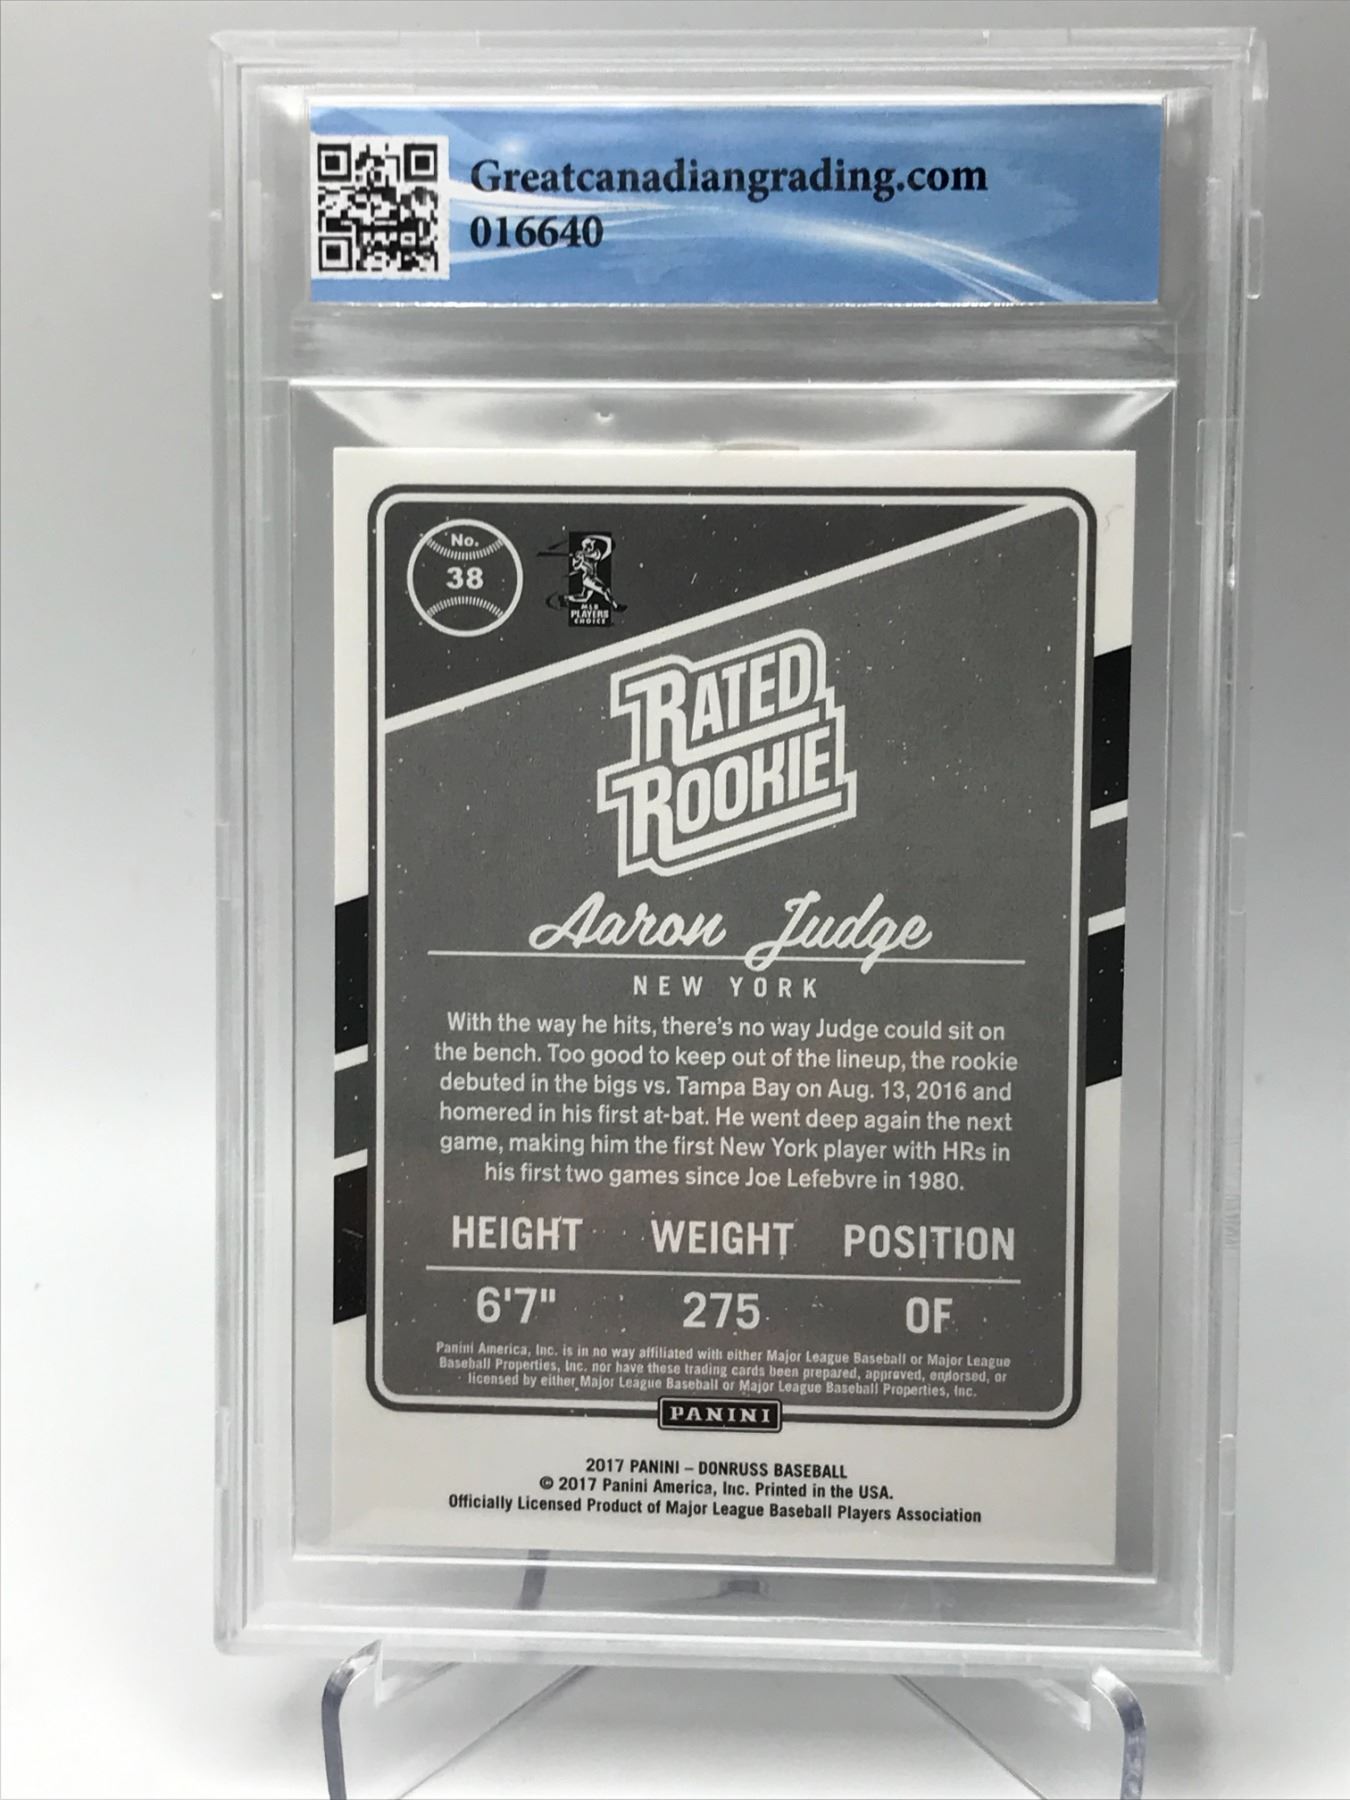 Greatcanadiangrading.com
016640
No.
38
MLB
PLAYERS
CHOICE
RATED
ROOKIE
Aaron Judge
NEW YORK
With the way he hits, there's no way Judge could sit on
the bench. Too good to keep out of the lineup, the rookie
debuted in the bigs vs. Tampa Bay on Aug. 13, 2016 and
homered in his first at-bat. He went deep again the next
game, making him the first New York player with HRs in
his first two games since Joe Lefebvre in 1980.
HEIGHT WEIGHT POSITION
6'7" 275 OF
Panini America, Inc. is in no way affiliated with either Major League Baseball or Major League
Baseball Properties, Inc. nor have these trading cards been prepared, approved, endorsed, or
licensed by either Major League Baseball or Major League Baseball Properties, Inc.
PANINI
2017 PANINI – DONRUSS BASEBALL
© 2017 Panini America, Inc. Printed in the USA.
Officially Licensed Product of Major League Baseball Players Association